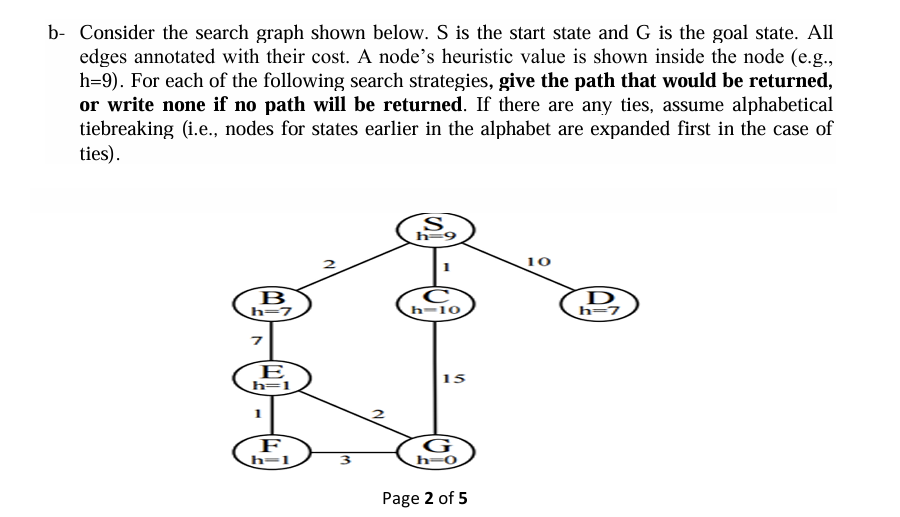 b- Consider the search graph shown below. S is the start state and G is the goal state. All
edges annotated with their cost. A node’s heuristic value is shown inside the node (e.g.,
h=9). For each of the following search strategies, give the path that would be returned,
or write none if no path will be returned. If there are any ties, assume alphabetical
tiebreaking (i.e., nodes for states earlier in the alphabet are expanded first in the case of
ties).
S
h=9
2
1
10
B
h=7
C
h=10
D
h=7
7
E
h=1
15
1
2
F
h=1
3
G
h=0
Page 2 of 5